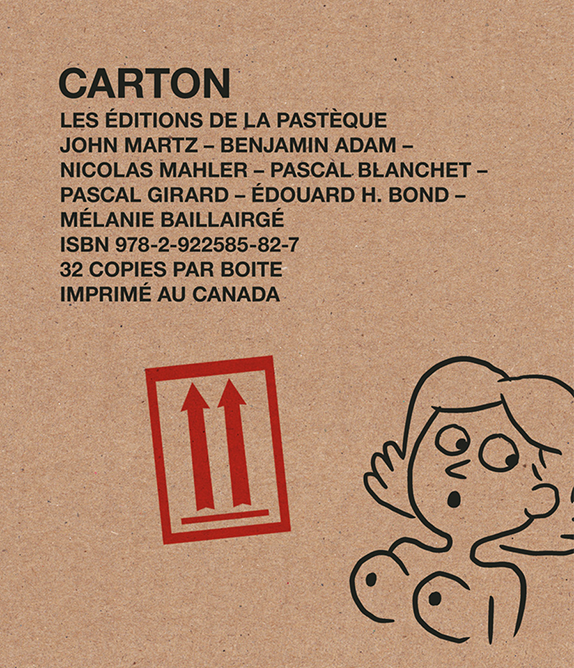 CARTON
LES ÉDITIONS DE LA PASTÈQUE
JOHN MARTZ – BENJAMIN ADAM –
NICOLAS MAHLER – PASCAL BLANCHET –
PASCAL GIRARD – ÉDOUARD H. BOND –
MÉLANIE BAILLAIRGÉ
ISBN 978-2-922585-82-7
32 COPIES PAR BOITE
IMPRIMÉ AU CANADA